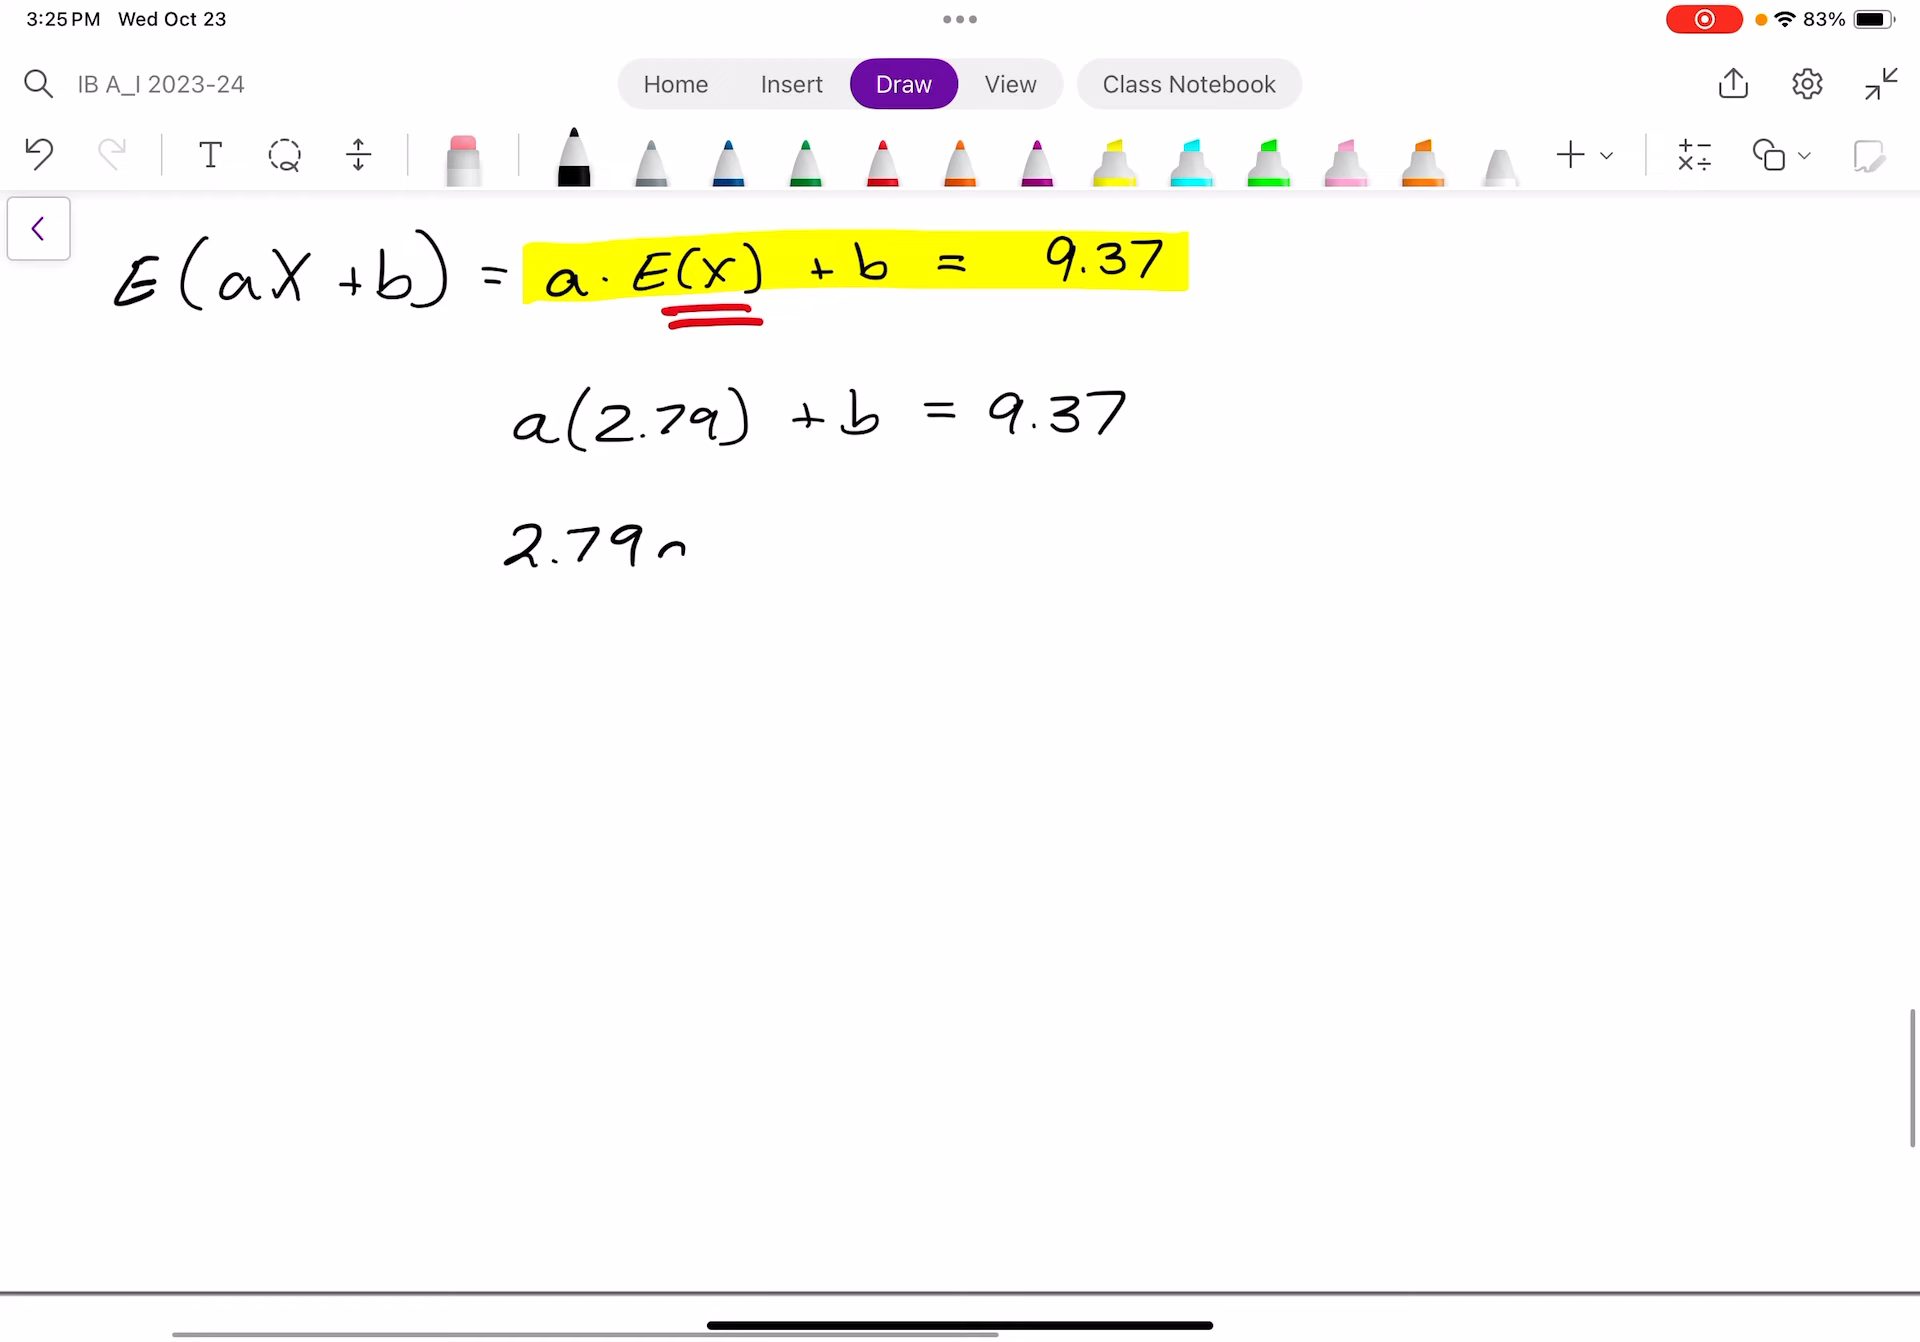 3:25 PM Wed Oct 23 83%
IB A_I 2023-24 Home Insert Draw View Class Notebook
E(aX+b) = a·E(X) + b = 9.37
a(2.79) + b = 9.37
2.79